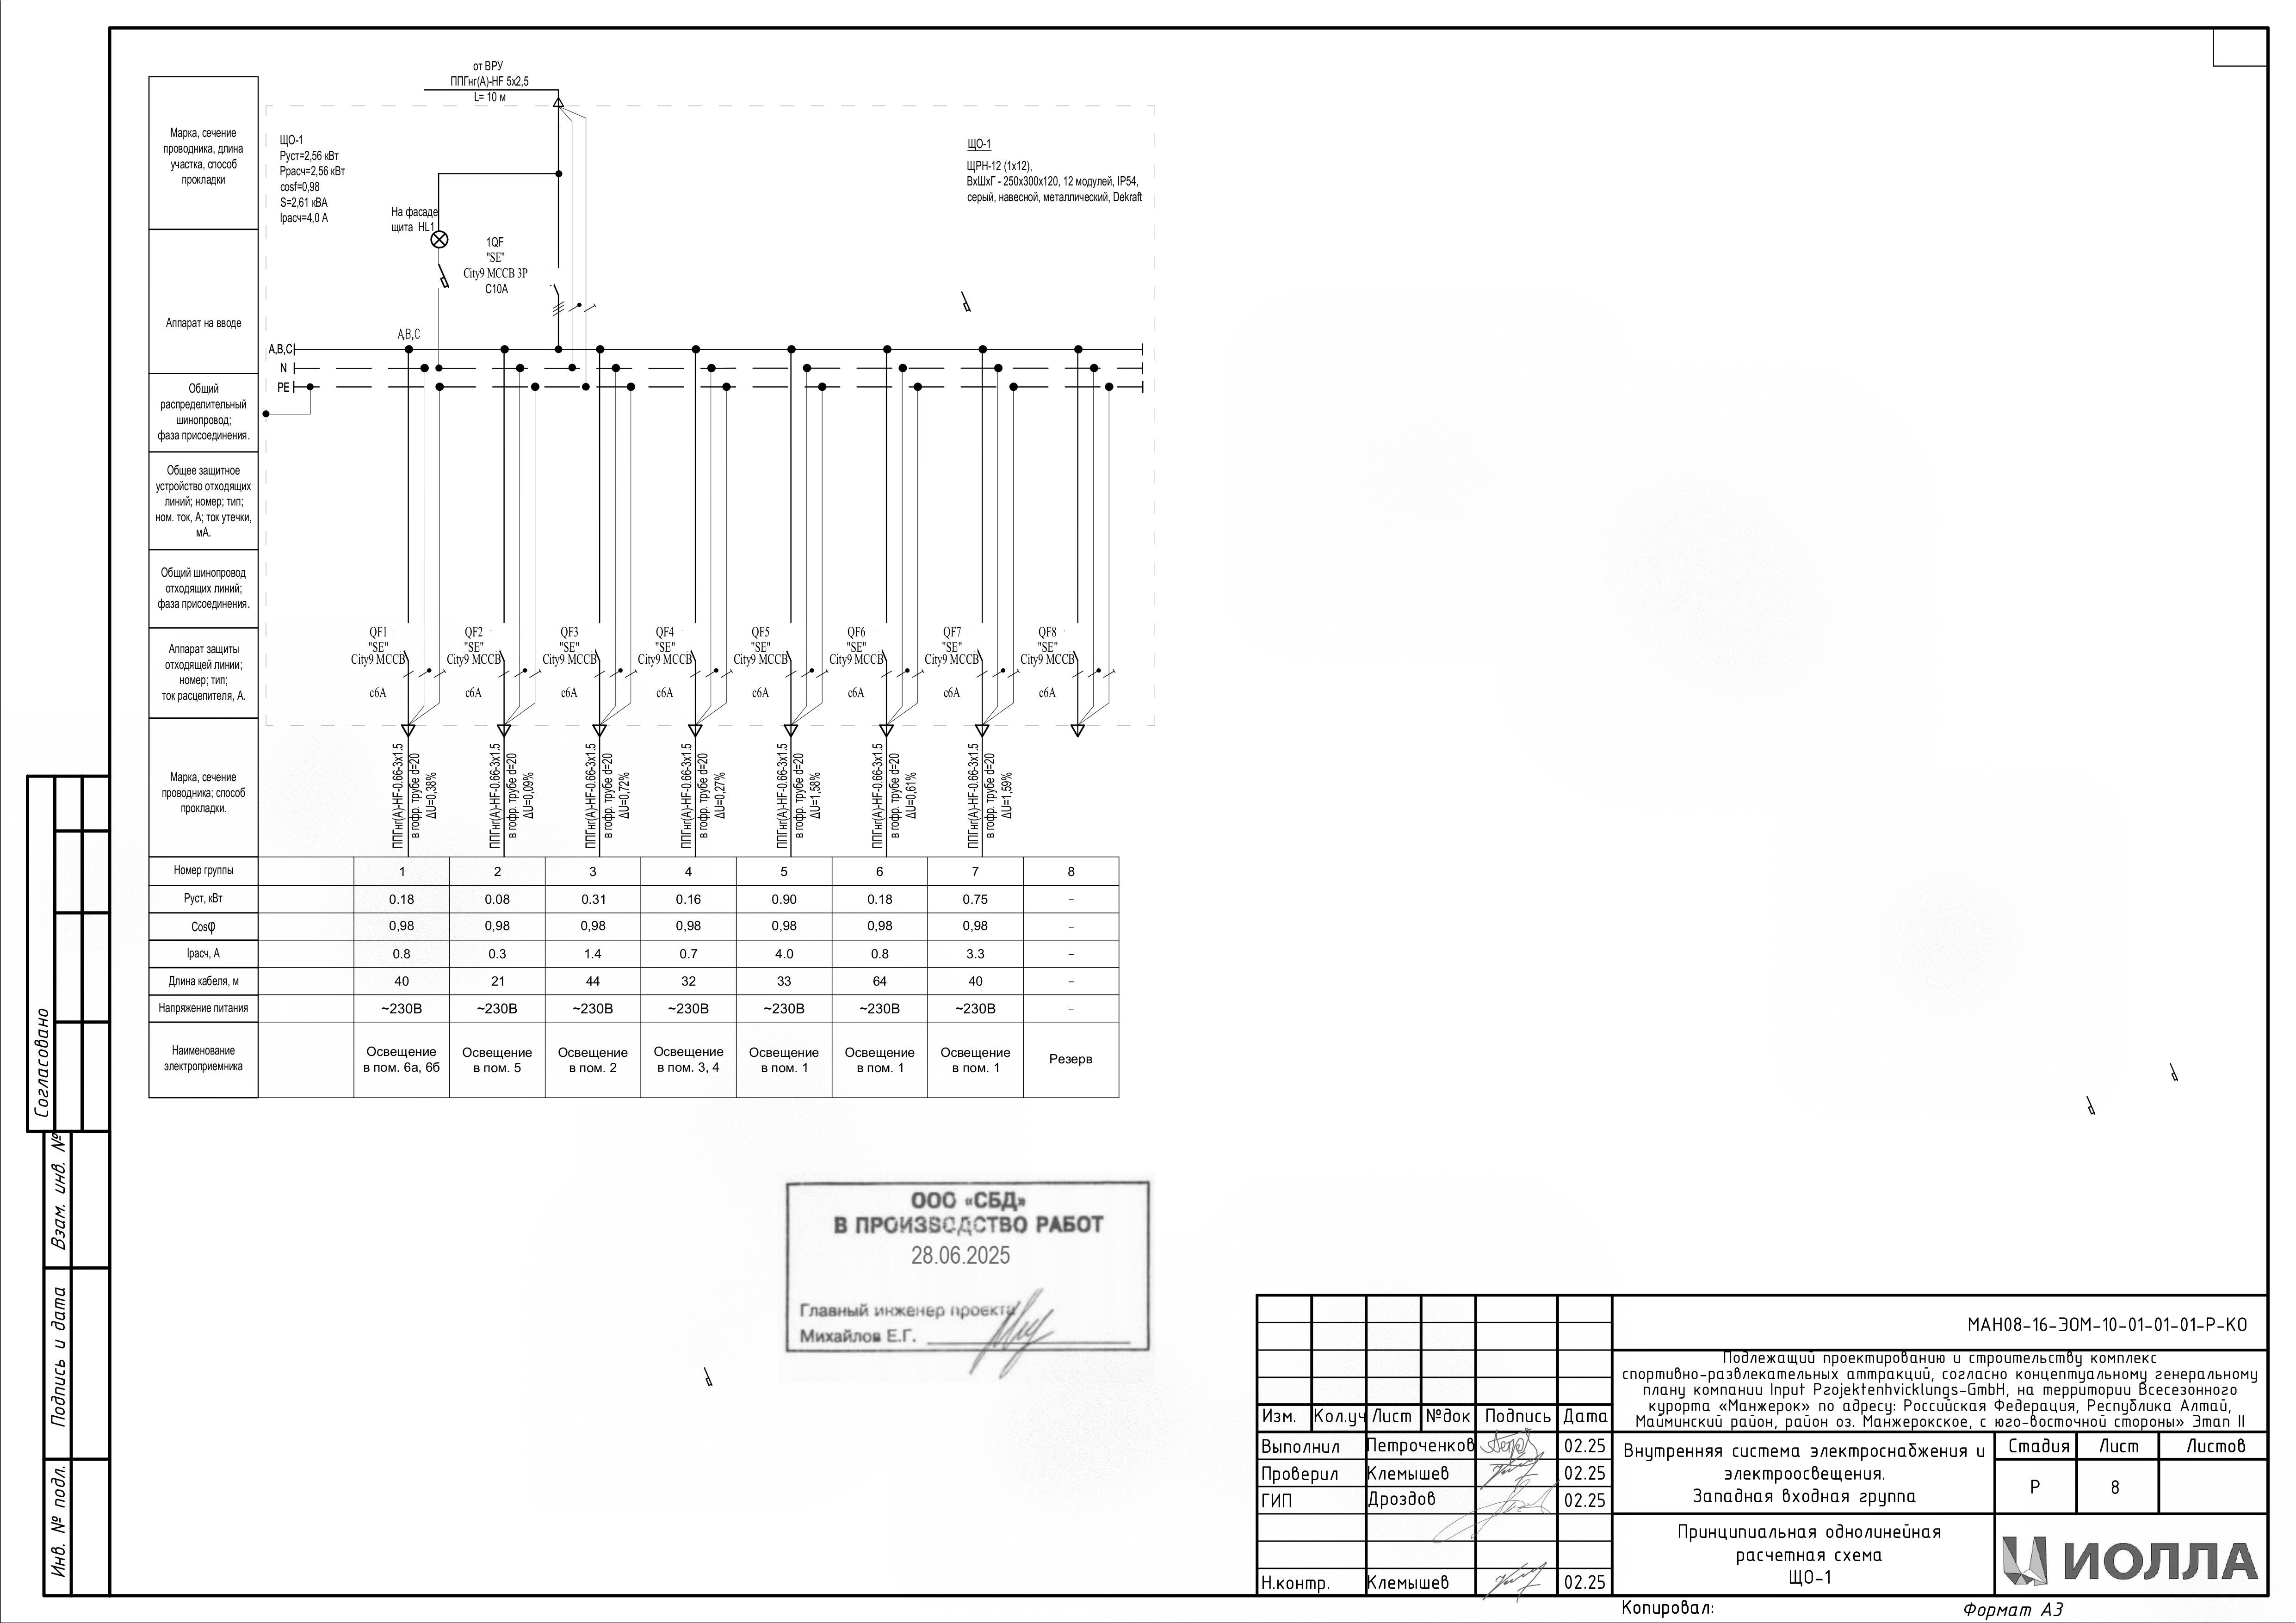 от ВРУ
ППГнг(А)-HF 5х2,5
L= 10 м
Марка, сечение
проводника, длина
участка, способ
прокладки
ЩО-1
Руст=2,56 кВт
Ррасч=2,56 кВт
cosf=0,98
S=2,61 кВА
Iрасч=4,0 А
ЩО-1
ЩРН-12 (1х12),
ВхШхГ - 250х300х120, 12 модулей, IP54,
серый, навесной, металлический, Dekraft
На фасаде
щита HL1
1QF
"SE"
City9 MCCB 3P
C10A
Аппарат на вводе
A,B,C
A,B,C
N
PE
Общий
распределительный
шинопровод;
фаза присоединения.
Общее защитное
устройство отходящих
линий; номер; тип;
ном. ток, А; ток утечки,
мА.
Общий шинопровод
отходящих линий;
фаза присоединения.
Аппарат защиты
отходящей линии;
номер; тип;
ток расцепителя, А.
QF1 QF2 QF3 QF4 QF5 QF6 QF7 QF8
"SE" "SE" "SE" "SE" "SE" "SE" "SE" "SE"
City9 MCCB City9 MCCB City9 MCCB City9 MCCB City9 MCCB City9 MCCB City9 MCCB City9 MCCB
c6A c6A c6A c6A c6A c6A c6A c6A
Марка, сечение
проводника; способ
прокладки.
ППГнг(А)-HF-0.66-3х1.5
в гофр. трубе d=20
ΔU=0,38%
ППГнг(А)-HF-0.66-3х1.5
в гофр. трубе d=20
ΔU=0,09%
ППГнг(А)-HF-0.66-3х1.5
в гофр. трубе d=20
ΔU=0,72%
ППГнг(А)-HF-0.66-3х1.5
в гофр. трубе d=20
ΔU=0,27%
ППГнг(А)-HF-0.66-3х1.5
в гофр. трубе d=20
ΔU=1,58%
ППГнг(А)-HF-0.66-3х1.5
в гофр. трубе d=20
ΔU=0,61%
ППГнг(А)-HF-0.66-3х1.5
в гофр. трубе d=20
ΔU=1,59%
Номер группы 1 2 3 4 5 6 7 8
Руст, кВт 0.18 0.08 0.31 0.16 0.90 0.18 0.75 –
Cosφ 0,98 0,98 0,98 0,98 0,98 0,98 0,98 –
Iрасч, А 0.8 0.3 1.4 0.7 4.0 0.8 3.3 –
Длина кабеля, м 40 21 44 32 33 64 40 –
Напряжение питания ~230В ~230В ~230В ~230В ~230В ~230В ~230В –
Наименование
электроприемника
Освещение
в пом. 6а, 6б
Освещение
в пом. 5
Освещение
в пом. 2
Освещение
в пом. 3, 4
Освещение
в пом. 1
Освещение
в пом. 1
Освещение
в пом. 1
Резерв
Согласовано
Взам. инв. №
Подпись и дата
Инв. № подл.
ООО «СБД»
В ПРОИЗВОДСТВО РАБОТ
28.06.2025
Главный инженер проекта
Михайлов Е.Г.
МАН08-16-ЭОМ-10-01-01-01-Р-КО
Подлежащий проектированию и строительству комплекс
спортивно-развлекательных аттракций, согласно концептуальному генеральному
плану компании Input Projektenhvicklungs-GmbH, на территории Всесезонного
курорта «Манжерок» по адресу: Российская Федерация, Республика Алтай,
Майминский район, район оз. Манжерокское, с юго-восточной стороны» Этап II
Изм. Кол.уч Лист №док Подпись Дата
Выполнил Петроченков 02.25
Проверил Клемышев 02.25
ГИП Дроздов 02.25
Н.контр. Клемышев 02.25
Внутренняя система электроснабжения и
электроосвещения.
Западная входная группа
Стадия Лист Листов
Р 8
Принципиальная однолинейная
расчетная схема
ЩО-1
ИОЛЛА
Копировал:
Формат А3